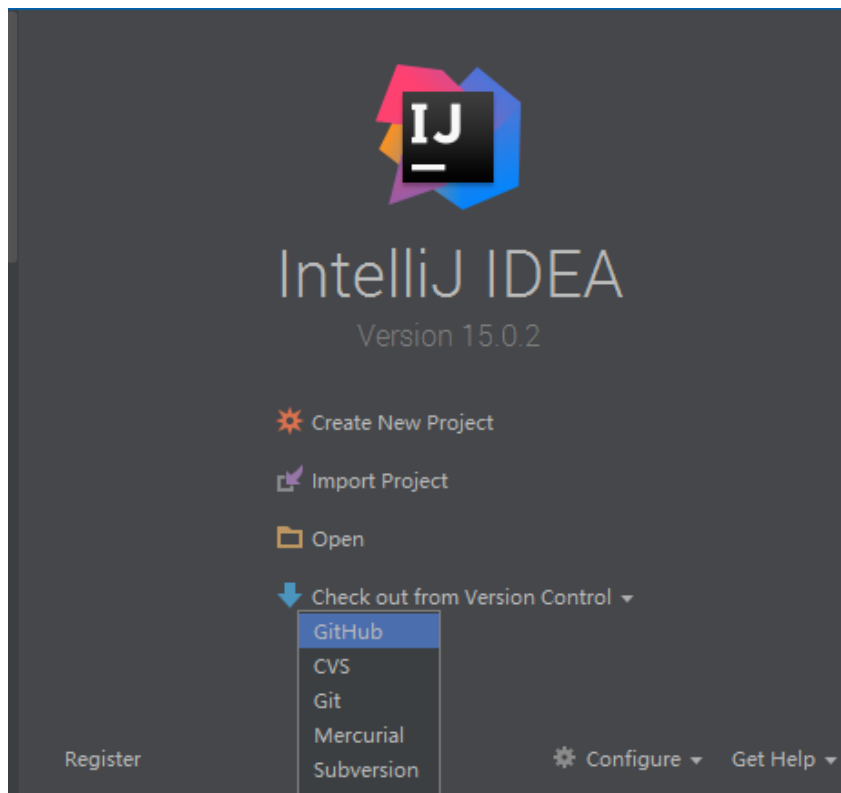 IJ
IntelliJ IDEA
Version 15.0.2
Create New Project
Import Project
Open
Check out from Version Control
GitHub
CVS
Git
Mercurial
Subversion
Register
Configure
Get Help